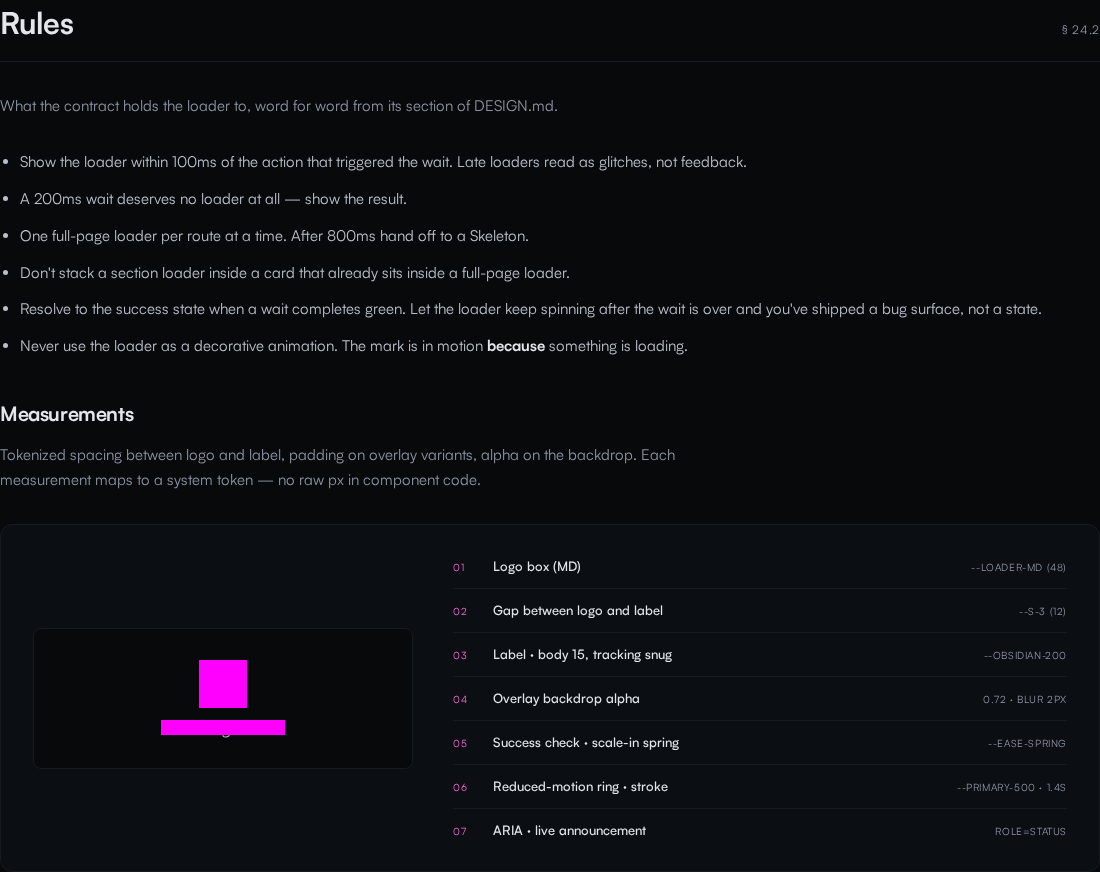 Rules
§ 24.2
What the contract holds the loader to, word for word from its section of DESIGN.md.
• Show the loader within 100ms of the action that triggered the wait. Late loaders read as glitches, not feedback.
• A 200ms wait deserves no loader at all — show the result.
• One full-page loader per route at a time. After 800ms hand off to a Skeleton.
• Don't stack a section loader inside a card that already sits inside a full-page loader.
• Resolve to the success state when a wait completes green. Let the loader keep spinning after the wait is over and you've shipped a bug surface, not a state.
• Never use the loader as a decorative animation. The mark is in motion because something is loading.
Measurements
Tokenized spacing between logo and label, padding on overlay variants, alpha on the backdrop. Each
measurement maps to a system token — no raw px in component code.
01 Logo box (MD) --LOADER-MD (48)
02 Gap between logo and label --S-3 (12)
03 Label · body 15, tracking snug --OBSIDIAN-200
04 Overlay backdrop alpha 0.72 · BLUR 2PX
05 Success check · scale-in spring --EASE-SPRING
06 Reduced-motion ring · stroke --PRIMARY-500 · 1.4S
07 ARIA · live announcement ROLE=STATUS